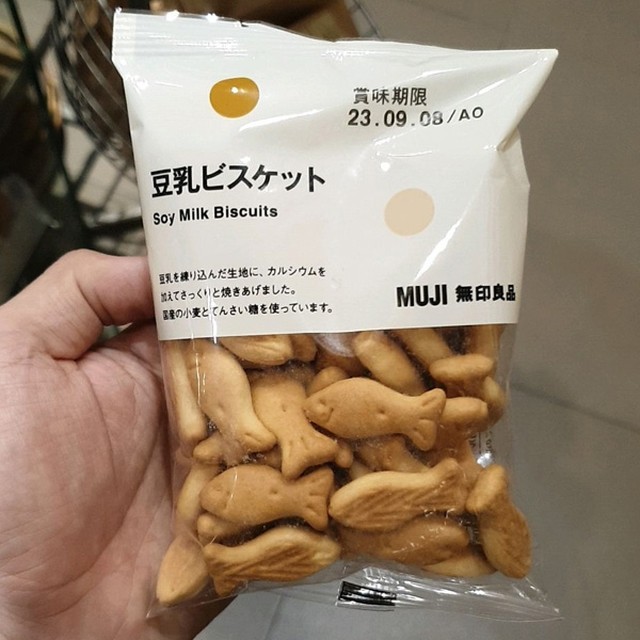 賞味期限
23.09.08/AO
豆乳ビスケット
Soy Milk Biscuits
豆乳を練り込んだ生地に、カルシウムを
加えてさっくりと焼きあげました。
国産の小麦とてんさい糖を使っています。
MUJI 無印良品